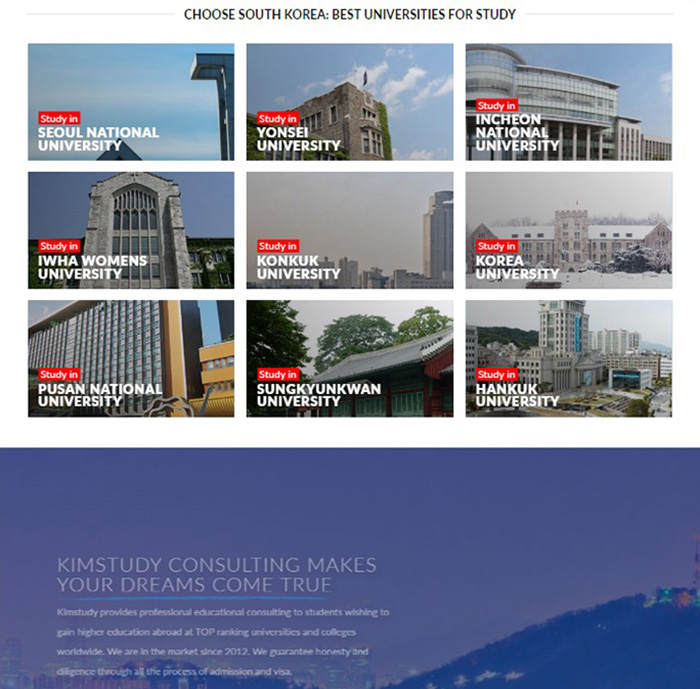 CHOOSE SOUTH KOREA: BEST UNIVERSITIES FOR STUDY
Study in
SEOUL NATIONAL
UNIVERSITY
Study in
YONSEI
UNIVERSITY
Study in
INCHEON
NATIONAL
UNIVERSITY
Study in
IWHA WOMENS
UNIVERSITY
Study in
KONKUK
UNIVERSITY
Study in
KOREA
UNIVERSITY
Study in
PUSAN NATIONAL
UNIVERSITY
Study in
SUNGKYUNKWAN
UNIVERSITY
Study in
HANKUK
UNIVERSITY
KIMSTUDY CONSULTING MAKES
YOUR DREAMS COME TRUE
Kimstudy provides professional educational consulting to students wishing to
gain higher education abroad at TOP ranking universities and colleges
worldwide. We are in the market since 2012. We guarantee honesty and
diligence through all the process of admission and visa.